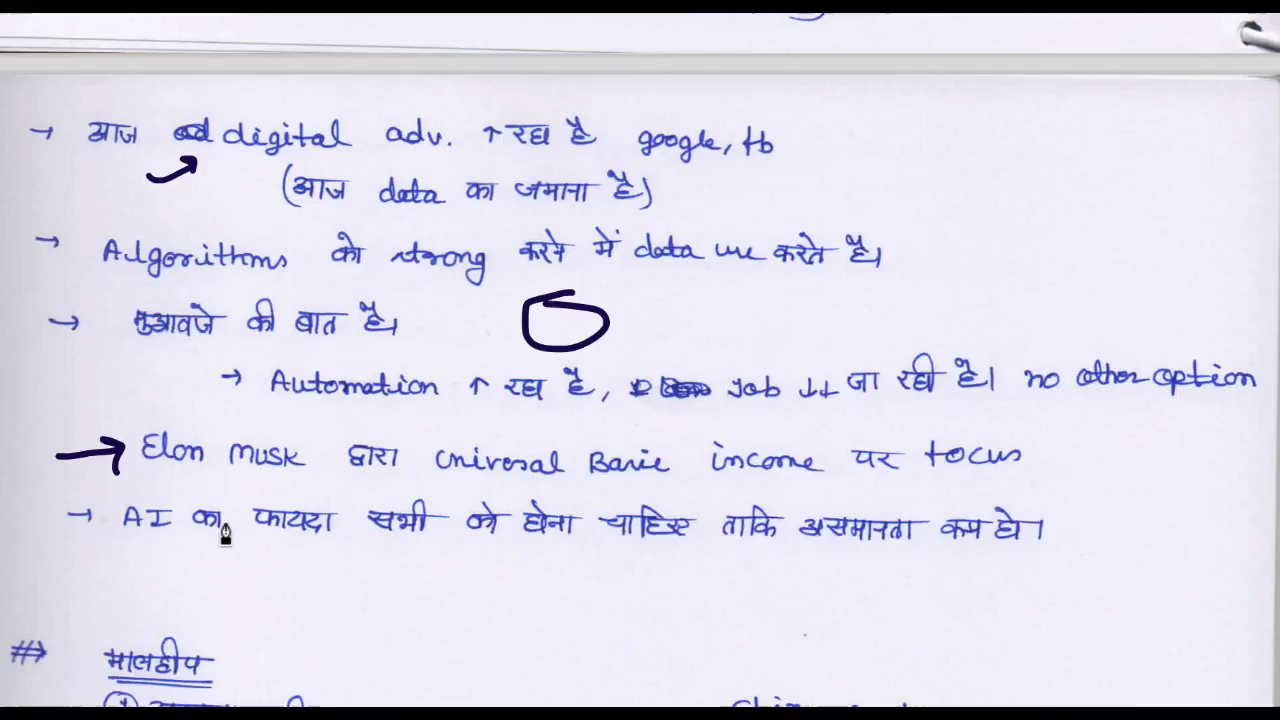 → आज digital adv. ↑ रहा है google, fb
(आज data का जमाना है)
→ Algorithms को strong करने में data use करते है।
→ मुआवजे की बात है।
→ Automation ↑ रहा है, Job ↓↓ जा रही है। no other option
Elon Musk द्वारा Universal Basic income पर focus
→ AI का फायदा सभी को होना चाहिए ताकि असमानता कम हो।
#⇒ मालद्वीप